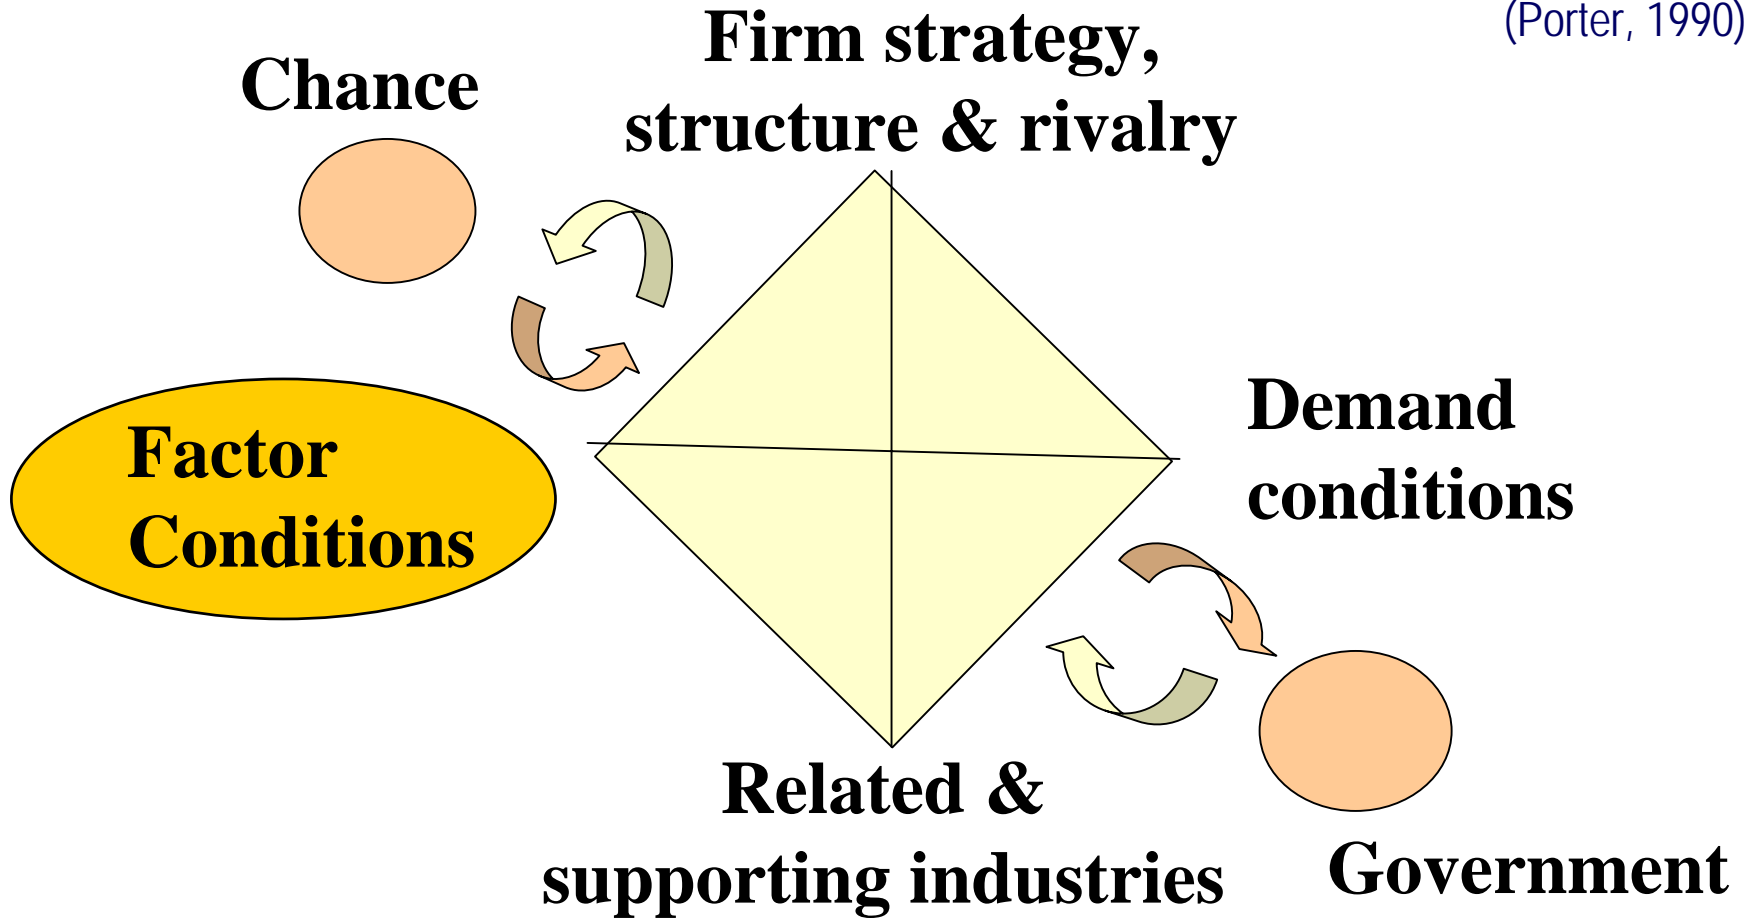 (Porter, 1990)
Firm strategy,
structure & rivalry
Chance
Factor
Conditions
Demand
conditions
Related &
supporting industries
Government